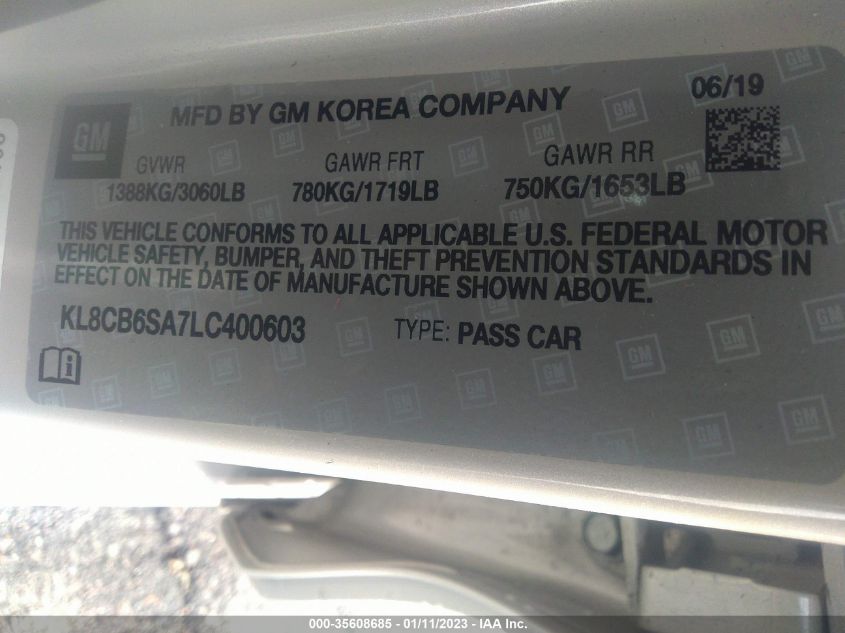 GM
MFD BY GM KOREA COMPANY
06/19
GVWR
GAWR FRT
GAWR RR
1388KG/3060LB
780KG/1719LB
750KG/1653LB
THIS VEHICLE CONFORMS TO ALL APPLICABLE U.S. FEDERAL MOTOR
VEHICLE SAFETY, BUMPER, AND THEFT PREVENTION STANDARDS IN
EFFECT ON THE DATE OF MANUFACTURE SHOWN ABOVE.
KL8CB6SA7LC400603
TYPE: PASS CAR
000-35608685 - 01/11/2023 - IAA Inc.